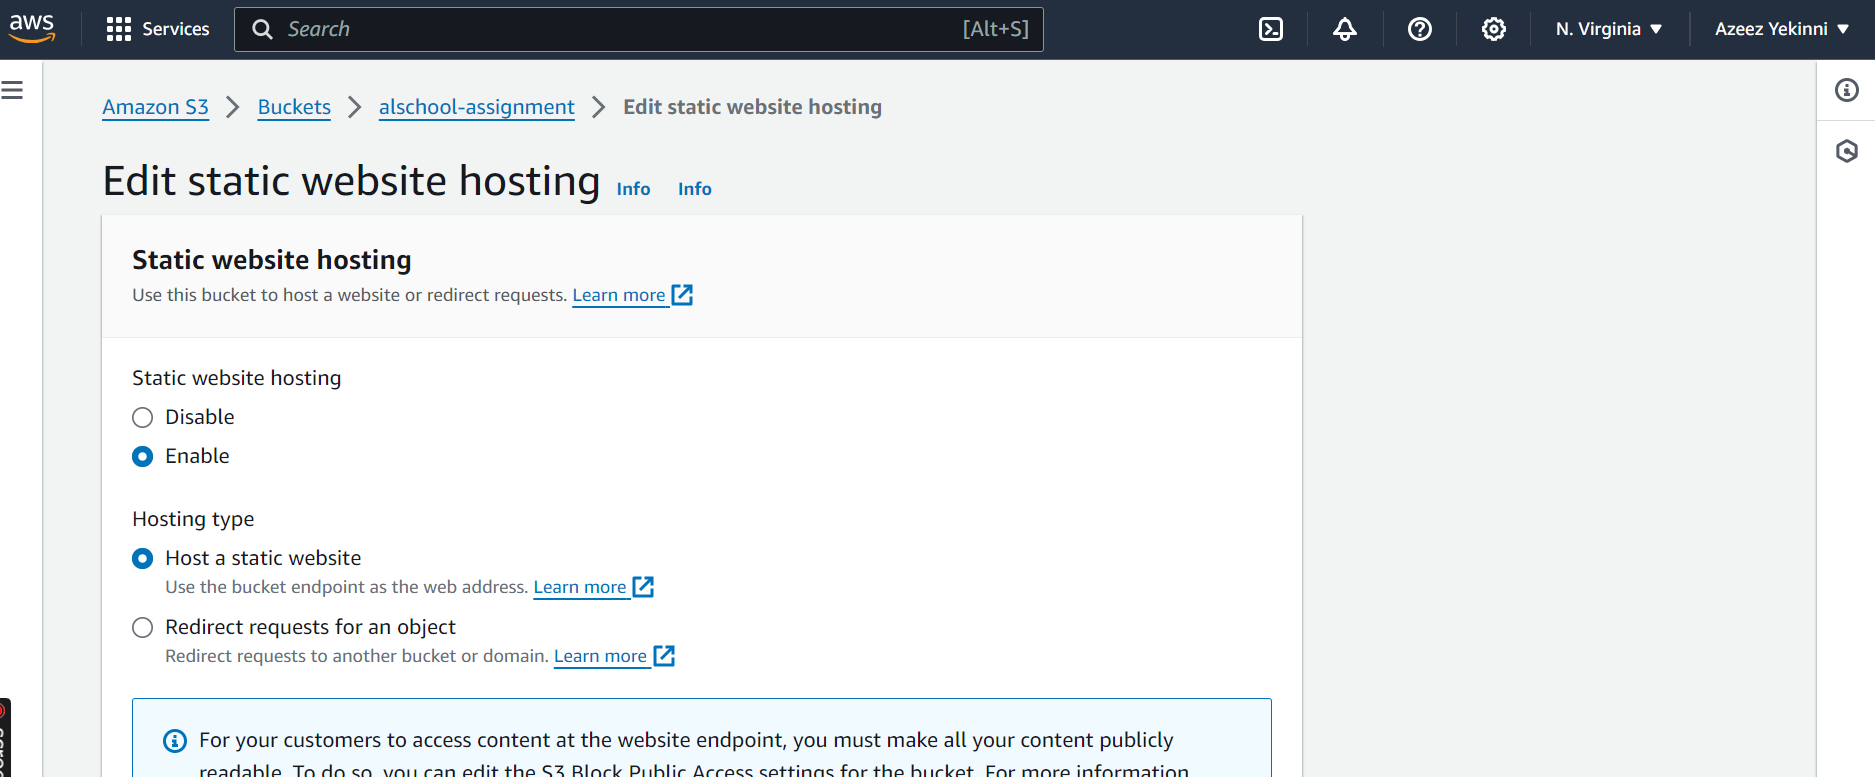 aws Services Search [Alt+S] N. Virginia Azeez Yekinni
Amazon S3 Buckets alschool-assignment Edit static website hosting
Edit static website hosting Info Info
Static website hosting
Use this bucket to host a website or redirect requests. Learn more
Static website hosting
Disable
Enable
Hosting type
Host a static website
Use the bucket endpoint as the web address. Learn more
Redirect requests for an object
Redirect requests to another bucket or domain. Learn more
For your customers to access content at the website endpoint, you must make all your content publicly
readable. To do so, you can edit the S3 Block Public Access settings for the bucket. For more information